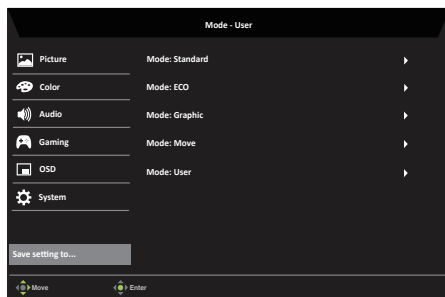 Mode - User
Picture
Color
Audio
Gaming
OSD
System
Save setting to...
Mode: Standard
Mode: ECO
Mode: Graphic
Mode: Move
Mode: User
Move
Enter